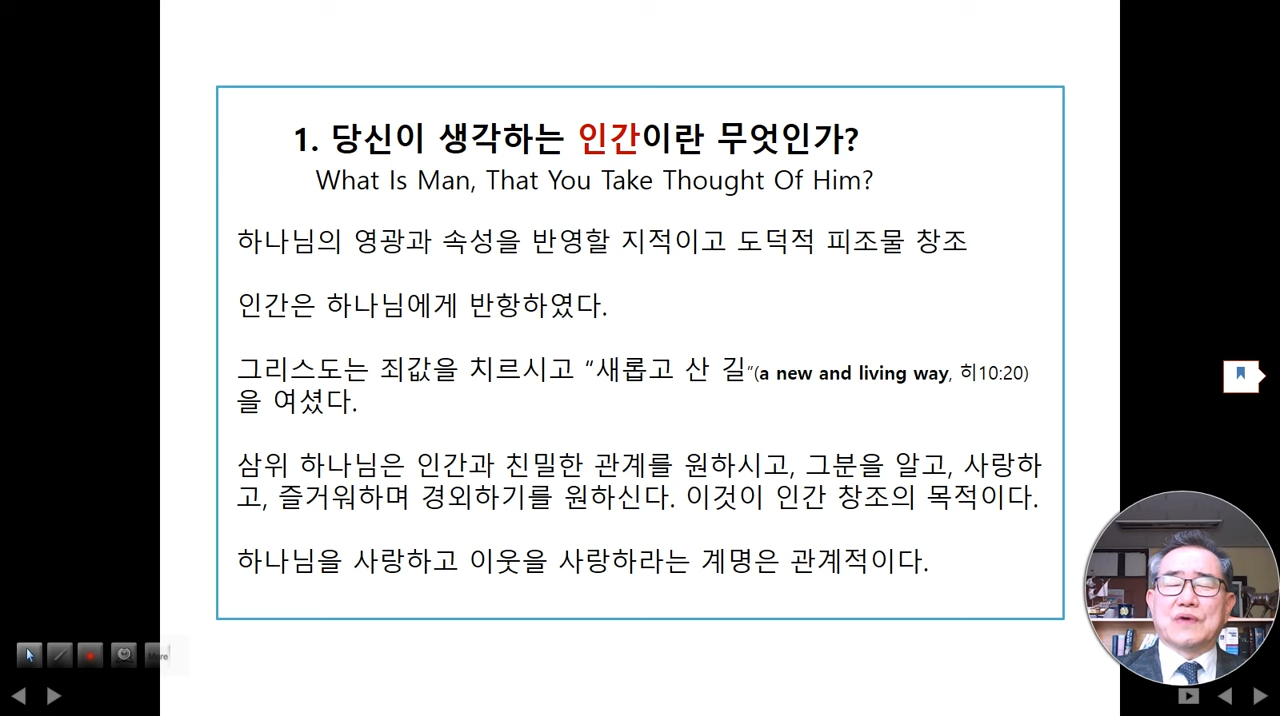 1. 당신이 생각하는 인간이란 무엇인가?
What Is Man, That You Take Thought Of Him?
하나님의 영광과 속성을 반영할 지적이고 도덕적 피조물 창조
인간은 하나님에게 반항하였다.
그리스도는 죄값을 치르시고 “새롭고 산 길”(a new and living way, 히10:20)
을 여셨다.
삼위 하나님은 인간과 친밀한 관계를 원하시고, 그분을 알고, 사랑하
고, 즐거워하며 경외하기를 원하신다. 이것이 인간 창조의 목적이다.
하나님을 사랑하고 이웃을 사랑하라는 계명은 관계적이다.
More